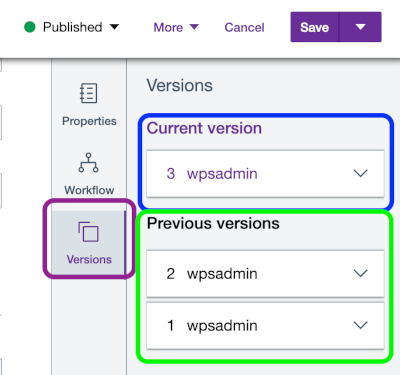 Published More Cancel Save
Versions
Properties
Current version
3 wpsadmin
Workflow
Previous versions
Versions
2 wpsadmin
1 wpsadmin